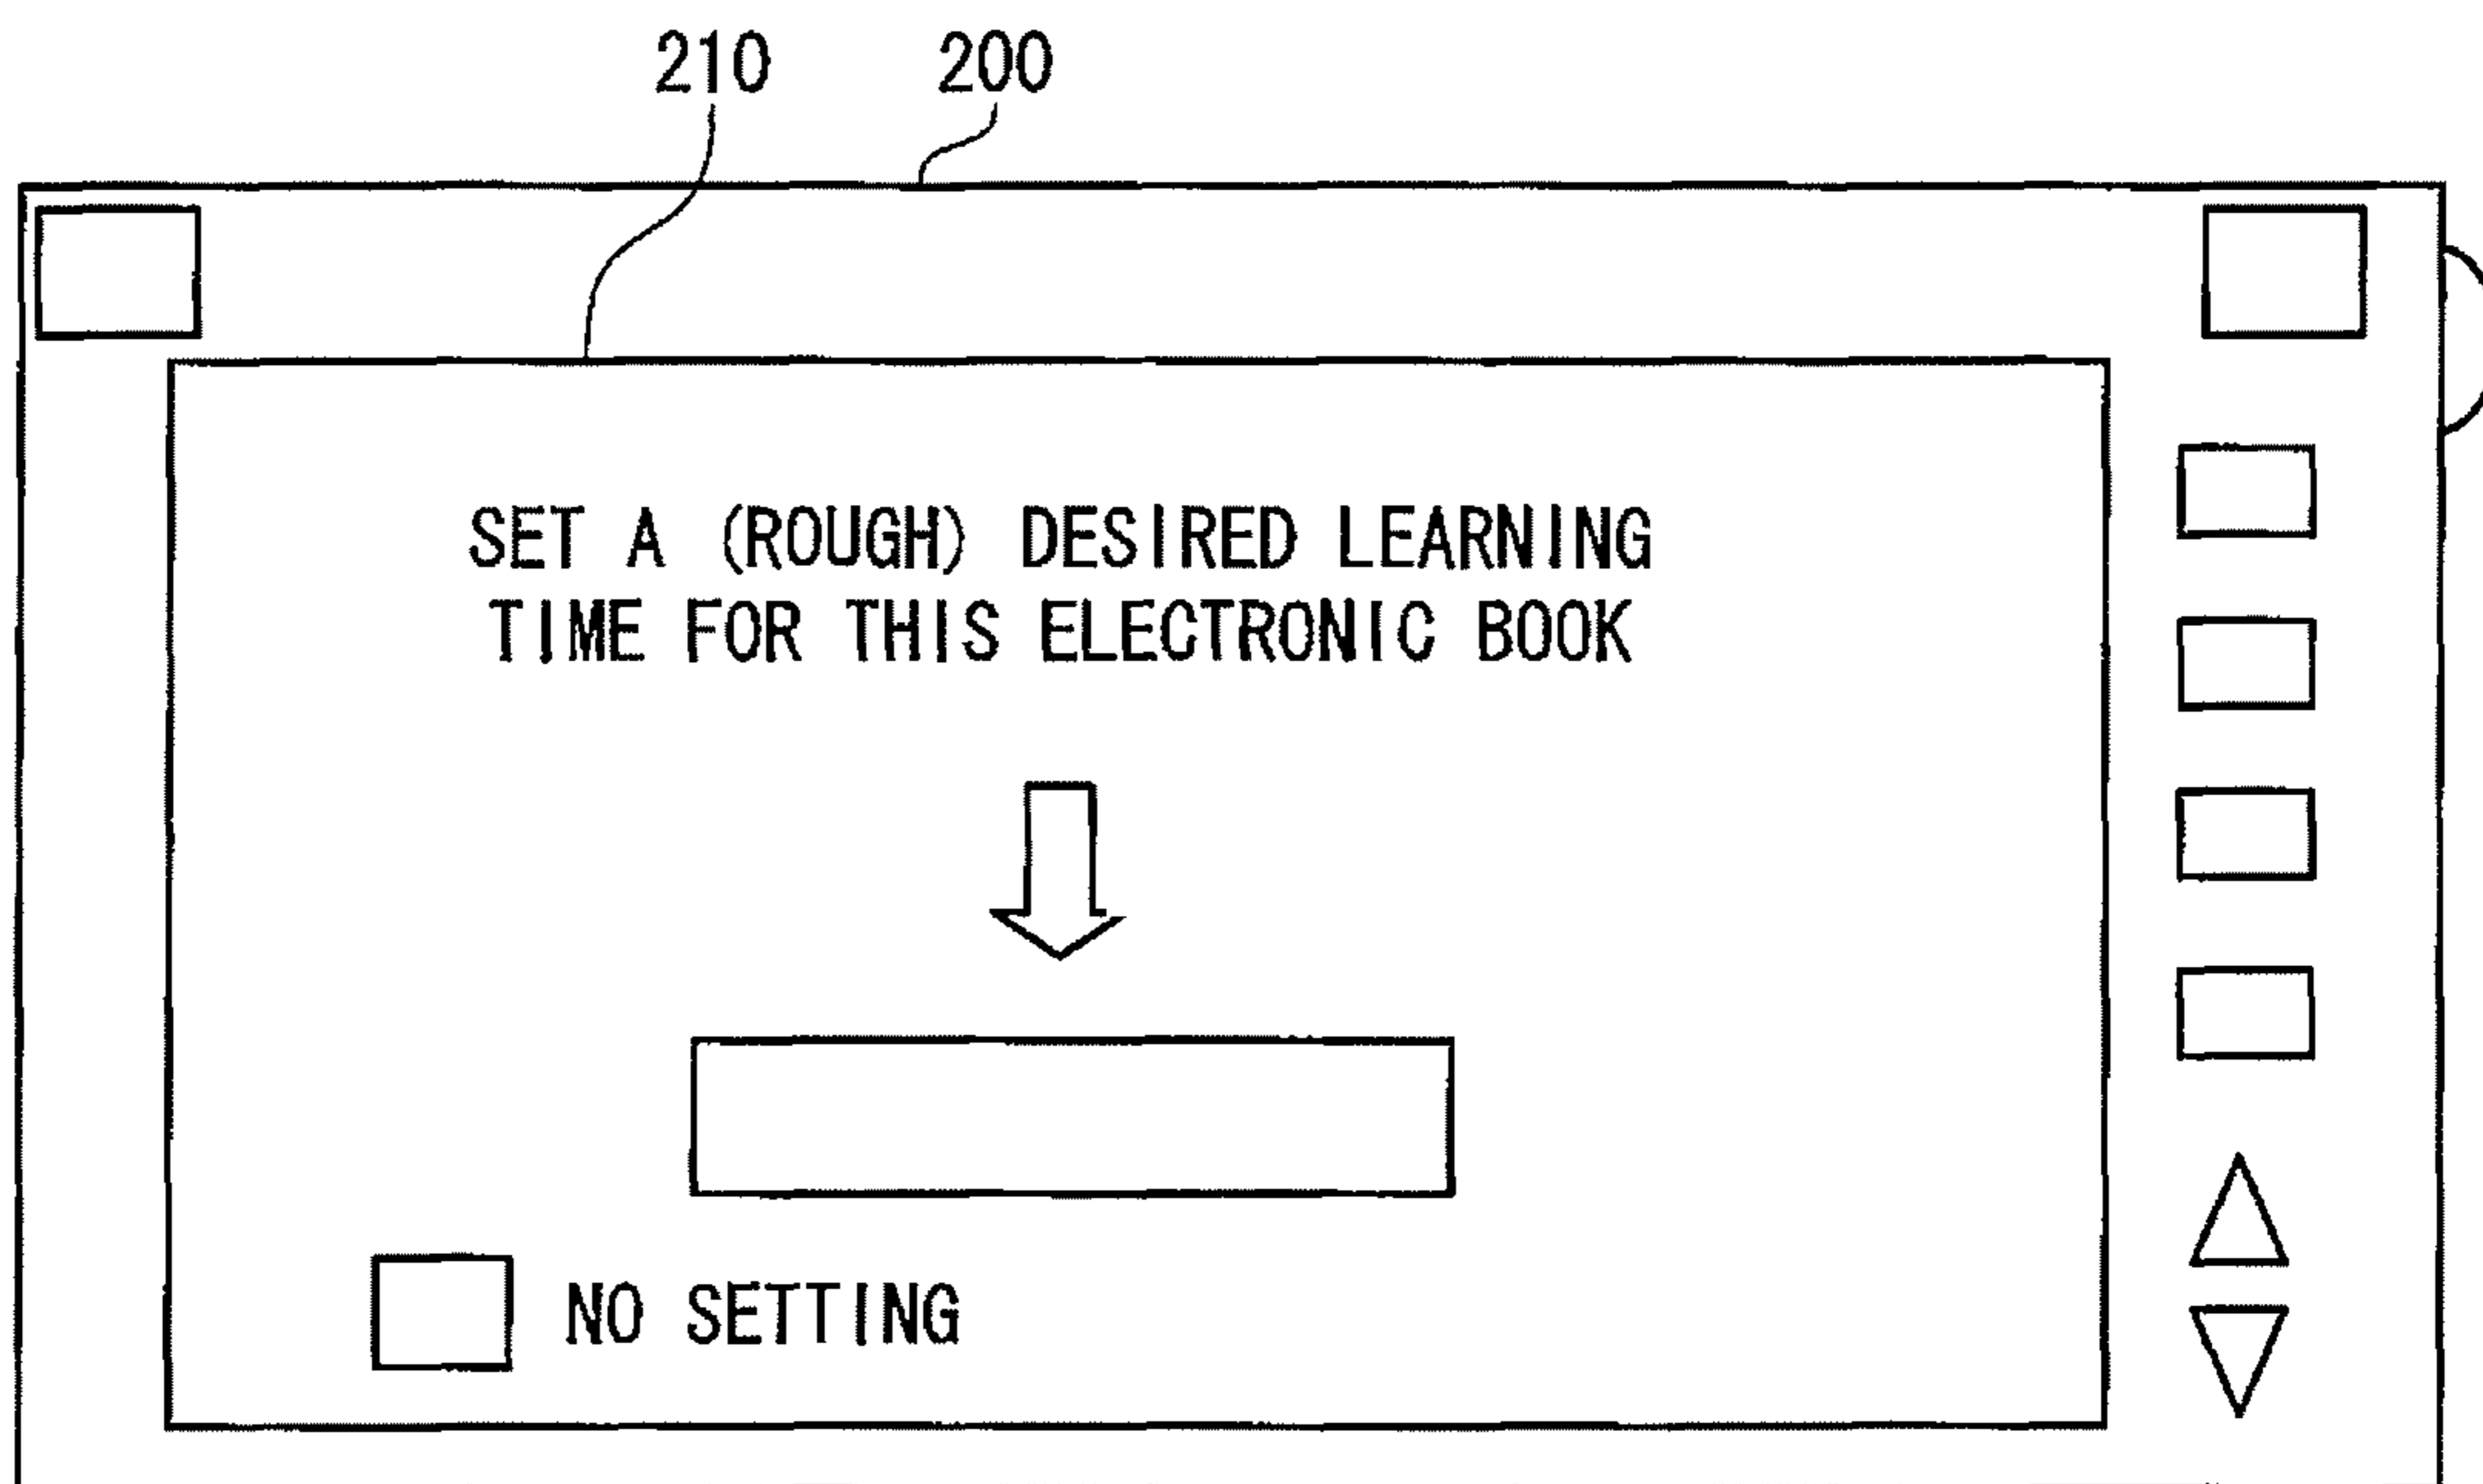 210 200
SET A (ROUGH) DESIRED LEARNING
TIME FOR THIS ELECTRONIC BOOK
NO SETTING